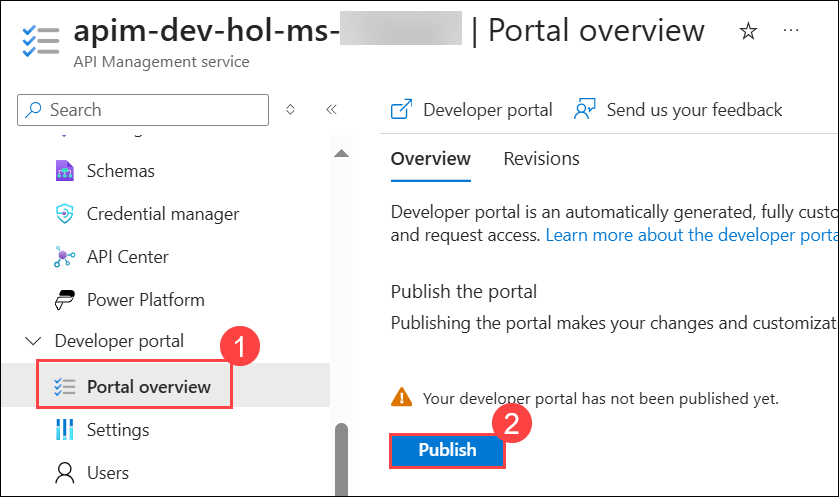 apim-dev-hol-ms- | Portal overview
API Management service
Search
Schemas
Credential manager
API Center
Power Platform
Developer portal
1
Portal overview
Settings
Users
Developer portal
Send us your feedback
Overview
Revisions
Developer portal is an automatically generated, fully custo
and request access. Learn more about the developer porta
Publish the portal
Publishing the portal makes your changes and customizat
Your developer portal has not been published yet.
2
Publish